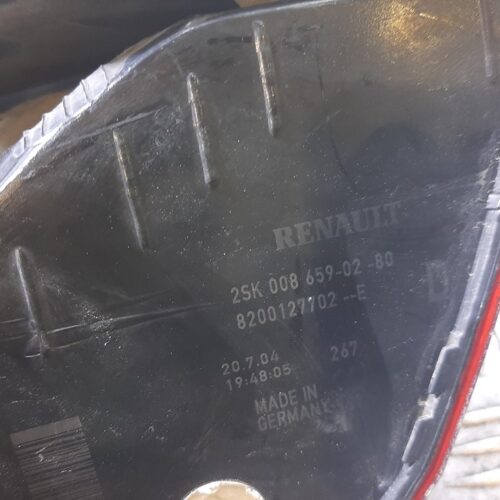 RENAULT
2SK 008 659-02-80
8200127702--E
D
20.7.04 267
19:48:05
MADE IN
GERMANY